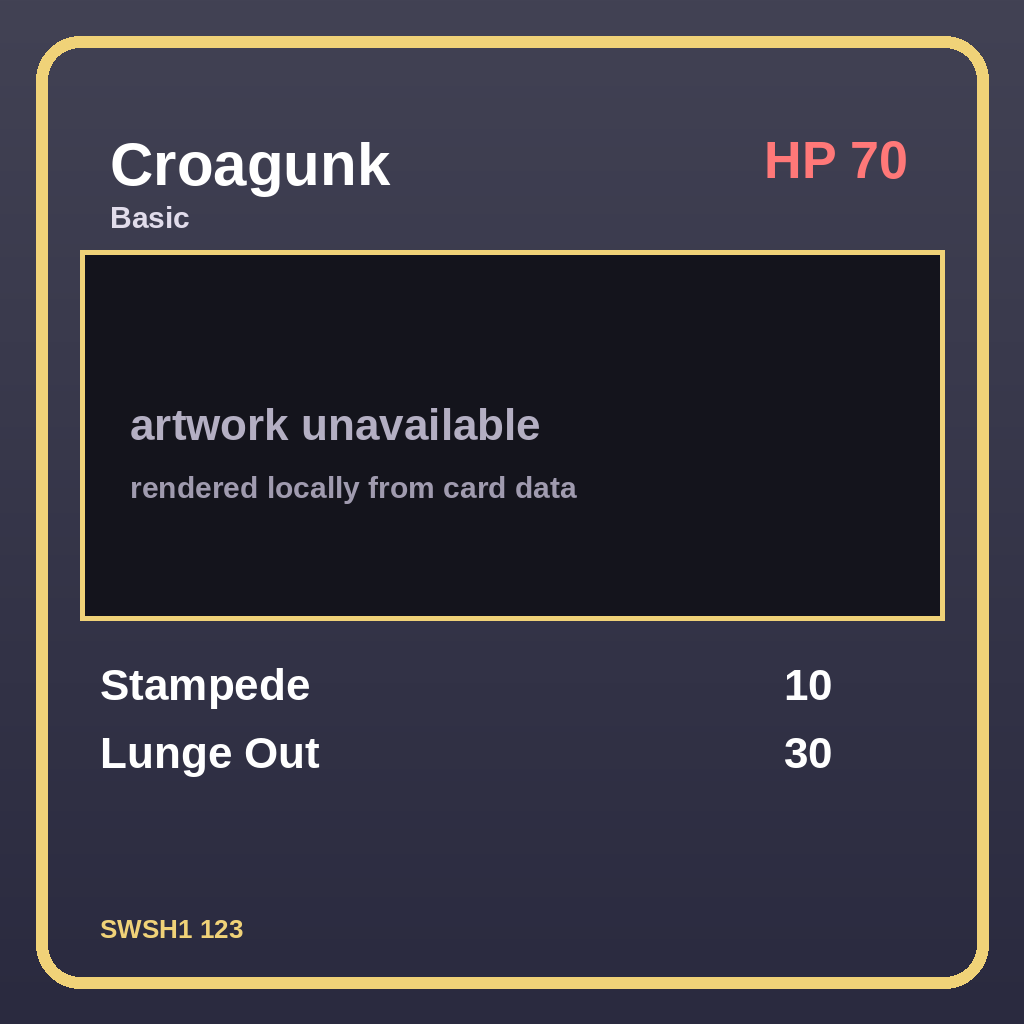 Croagunk
HP 70
Basic
artwork unavailable
rendered locally from card data
Stampede 10
Lunge Out 30
SWSH1 123